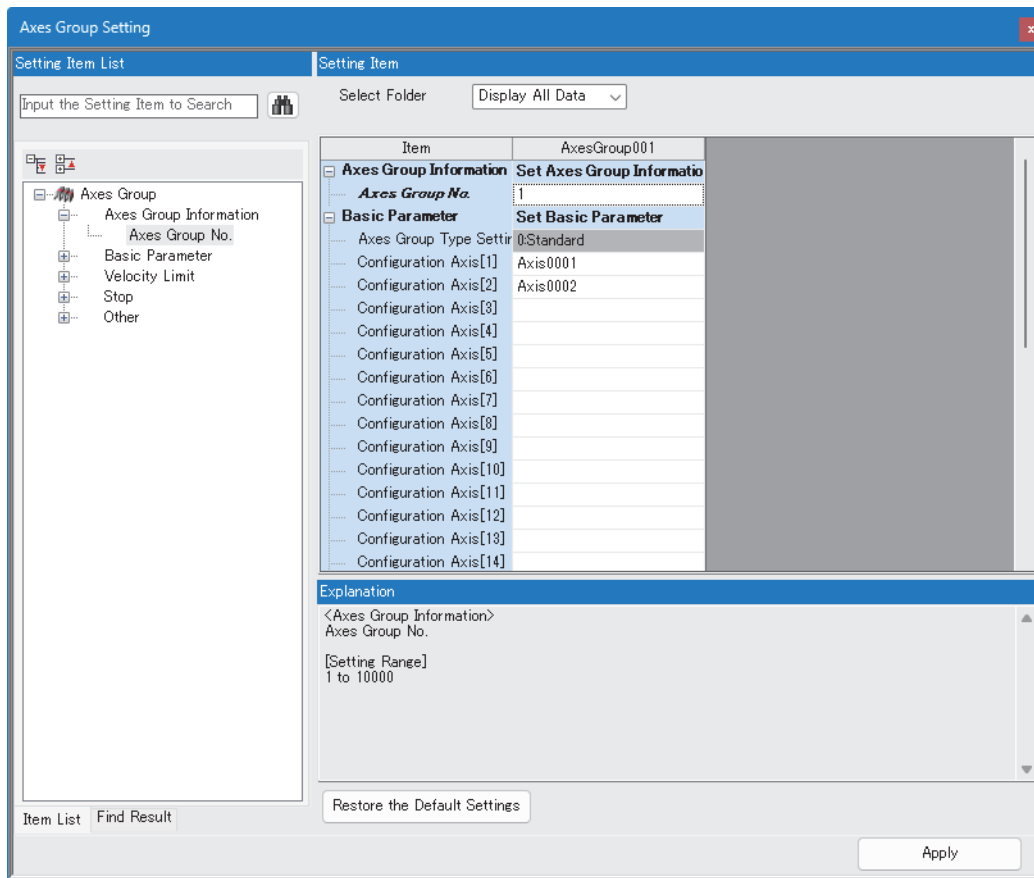 Axes Group Setting
x
Setting Item List
Setting Item
Input the Setting Item to Search
Select Folder
Display All Data
Axes Group
Axes Group Information
Axes Group No.
Basic Parameter
Velocity Limit
Stop
Other
Item AxesGroup001
Axes Group Information Set Axes Group Informatio
Axes Group No. 1
Basic Parameter Set Basic Parameter
Axes Group Type Settin 0:Standard
Configuration Axis[1] Axis0001
Configuration Axis[2] Axis0002
Configuration Axis[3]
Configuration Axis[4]
Configuration Axis[5]
Configuration Axis[6]
Configuration Axis[7]
Configuration Axis[8]
Configuration Axis[9]
Configuration Axis[10]
Configuration Axis[11]
Configuration Axis[12]
Configuration Axis[13]
Configuration Axis[14]
Explanation
<Axes Group Information>
Axes Group No.
[Setting Range]
1 to 10000
Item List
Find Result
Restore the Default Settings
Apply